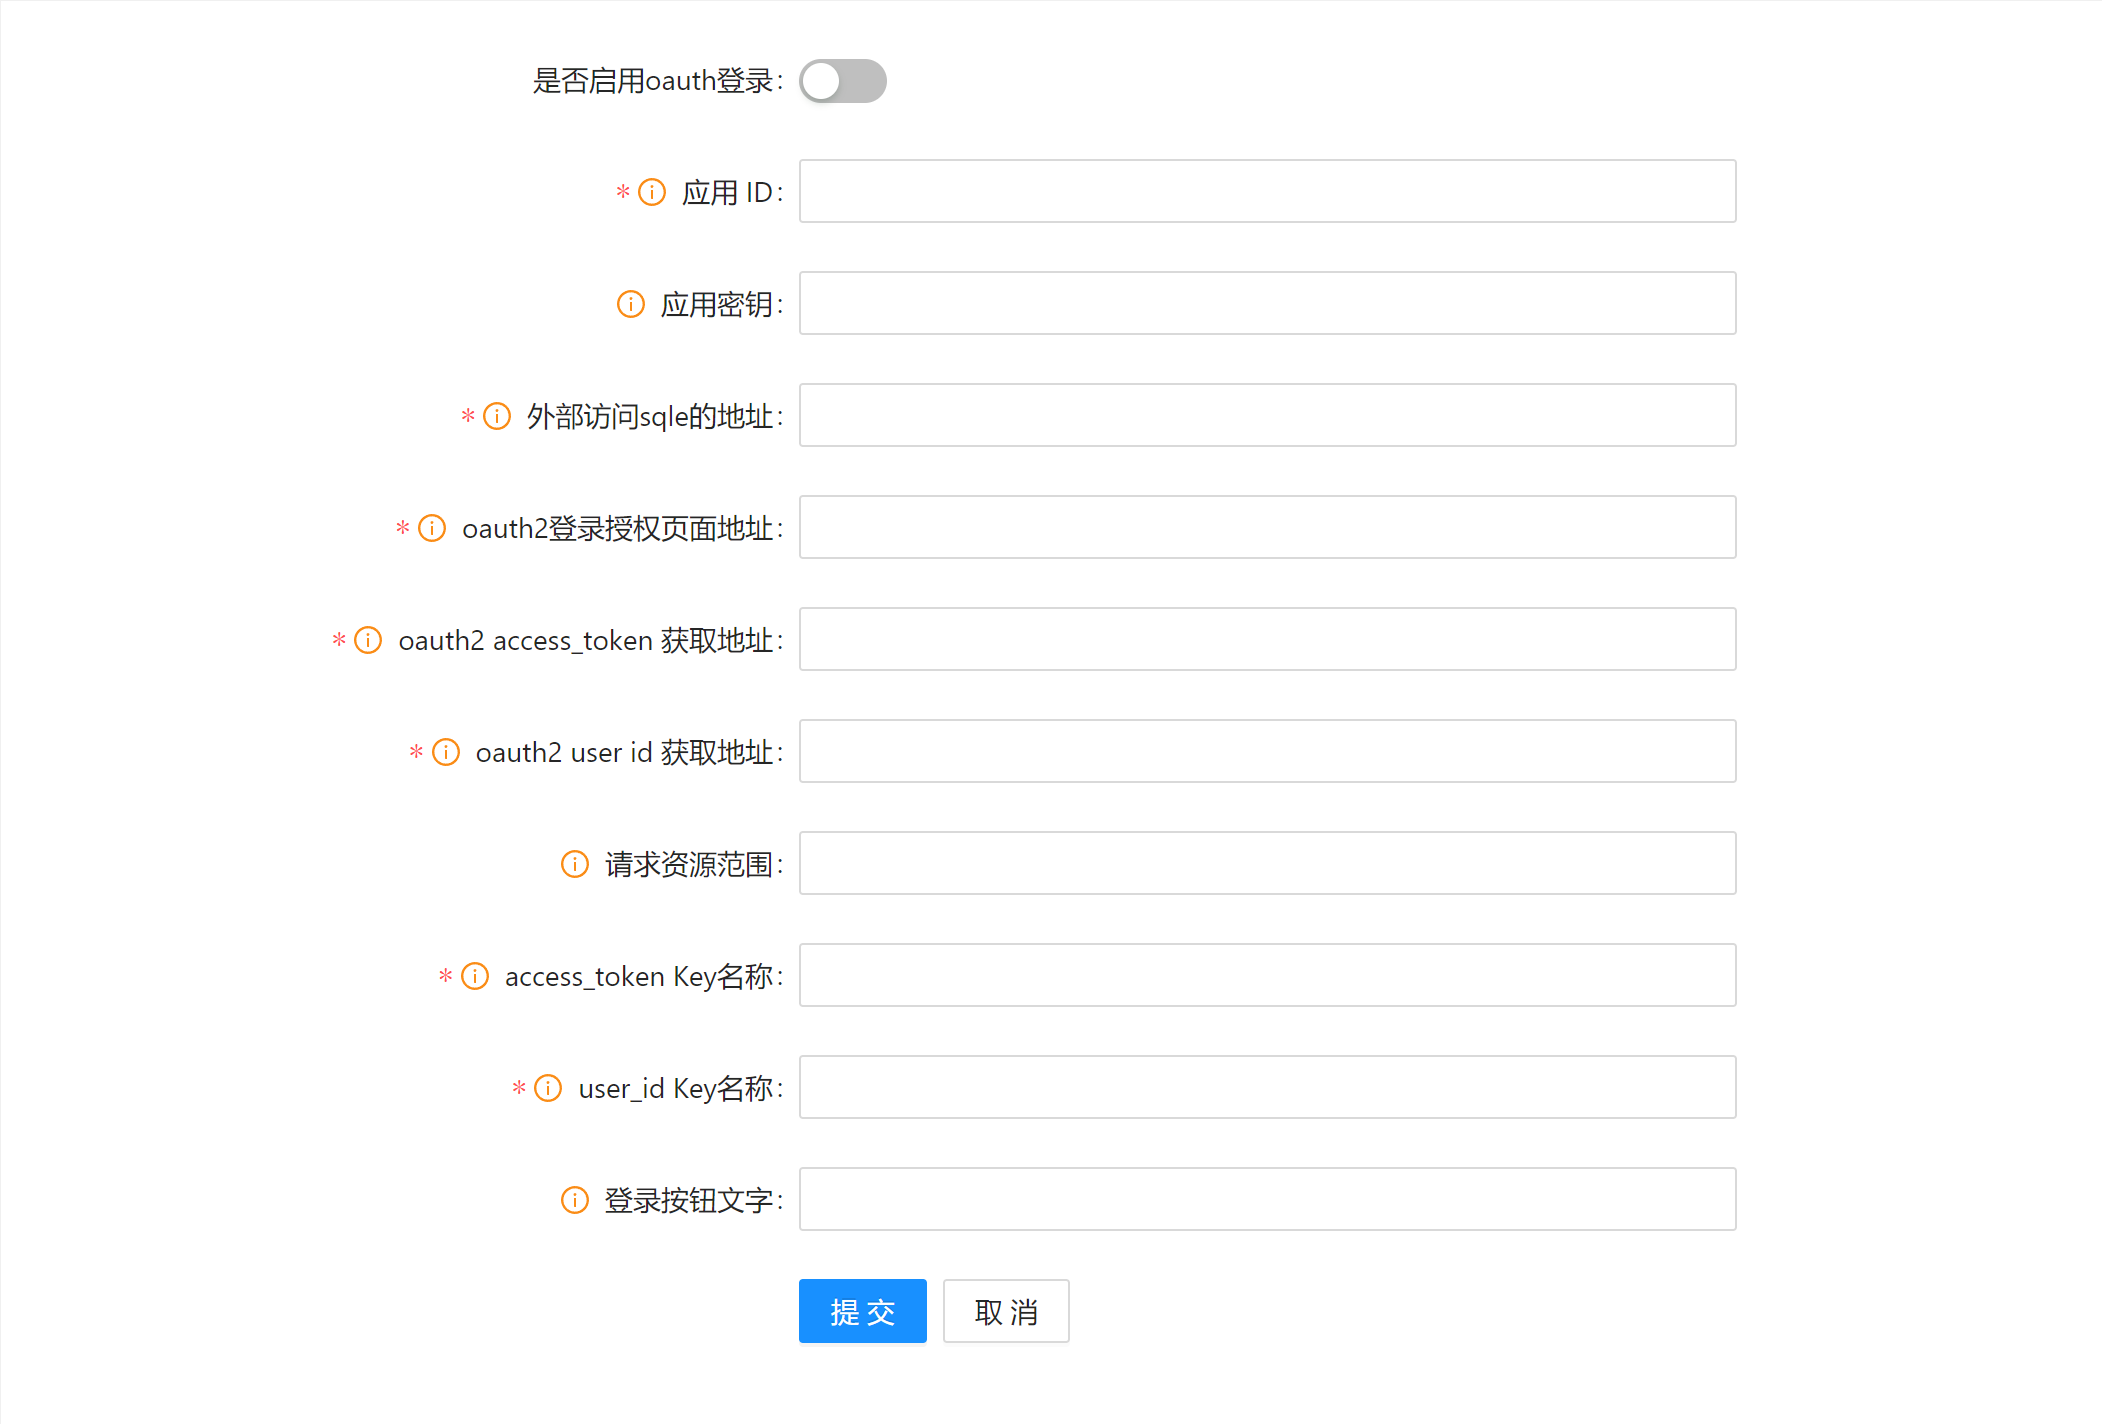 是否启用oauth登录:
* 应用 ID:
应用密钥:
* 外部访问sqle的地址:
* oauth2登录授权页面地址:
* oauth2 access_token 获取地址:
* oauth2 user id 获取地址:
请求资源范围:
* access_token Key名称:
* user_id Key名称:
登录按钮文字:
提 交 取 消